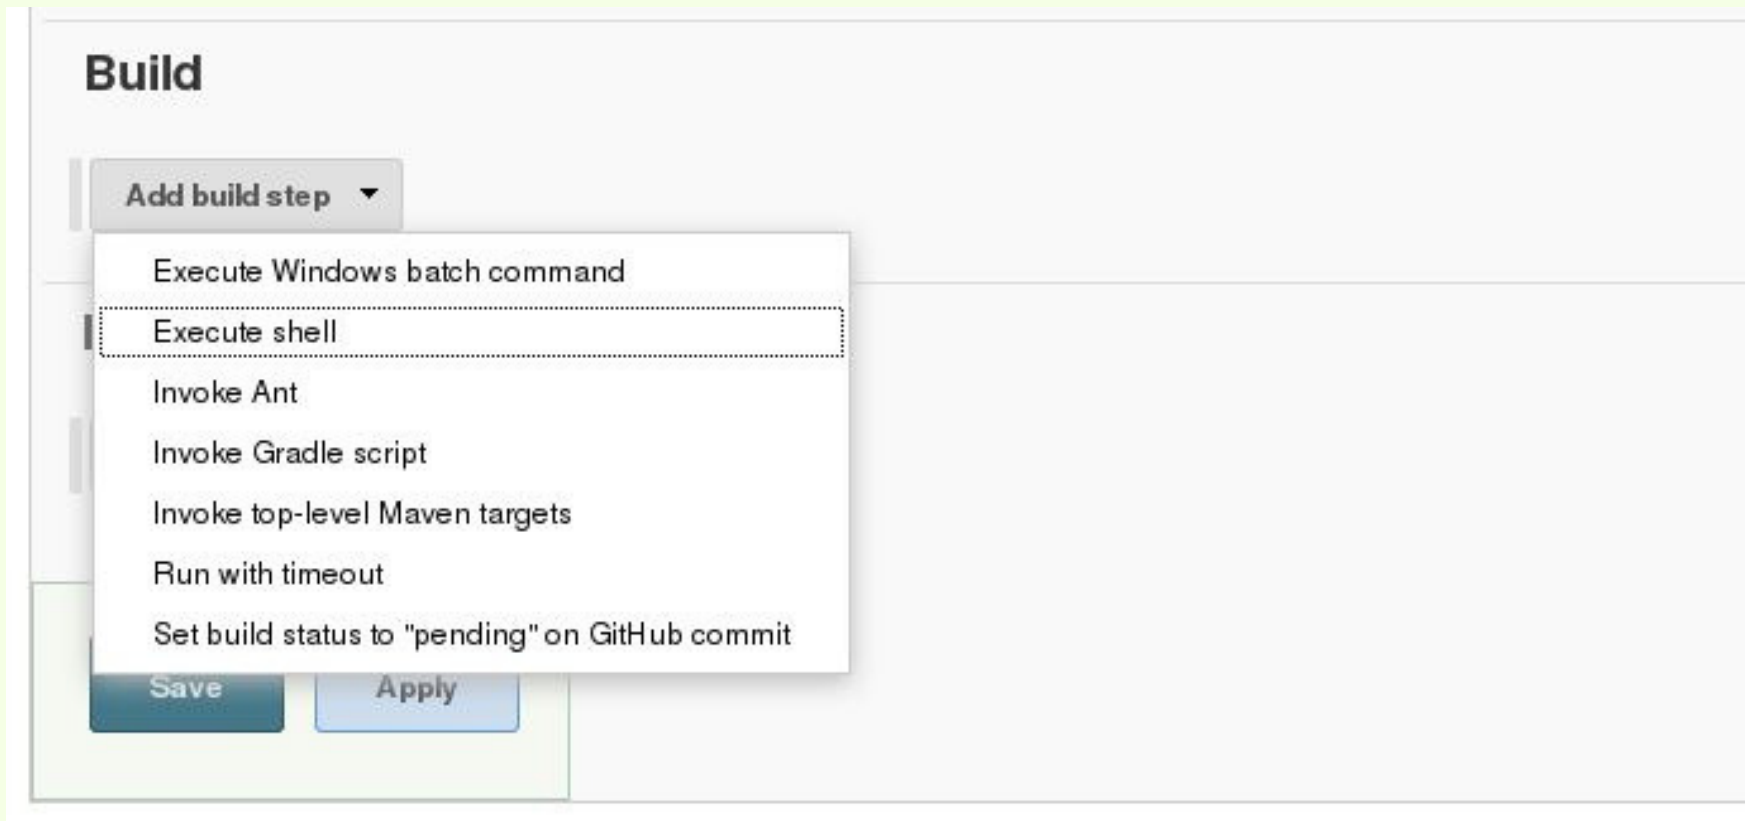 Build
Add build step
Execute Windows batch command
Execute shell
Invoke Ant
Invoke Gradle script
Invoke top-level Maven targets
Run with timeout
Set build status to "pending" on GitHub commit
Save
Apply